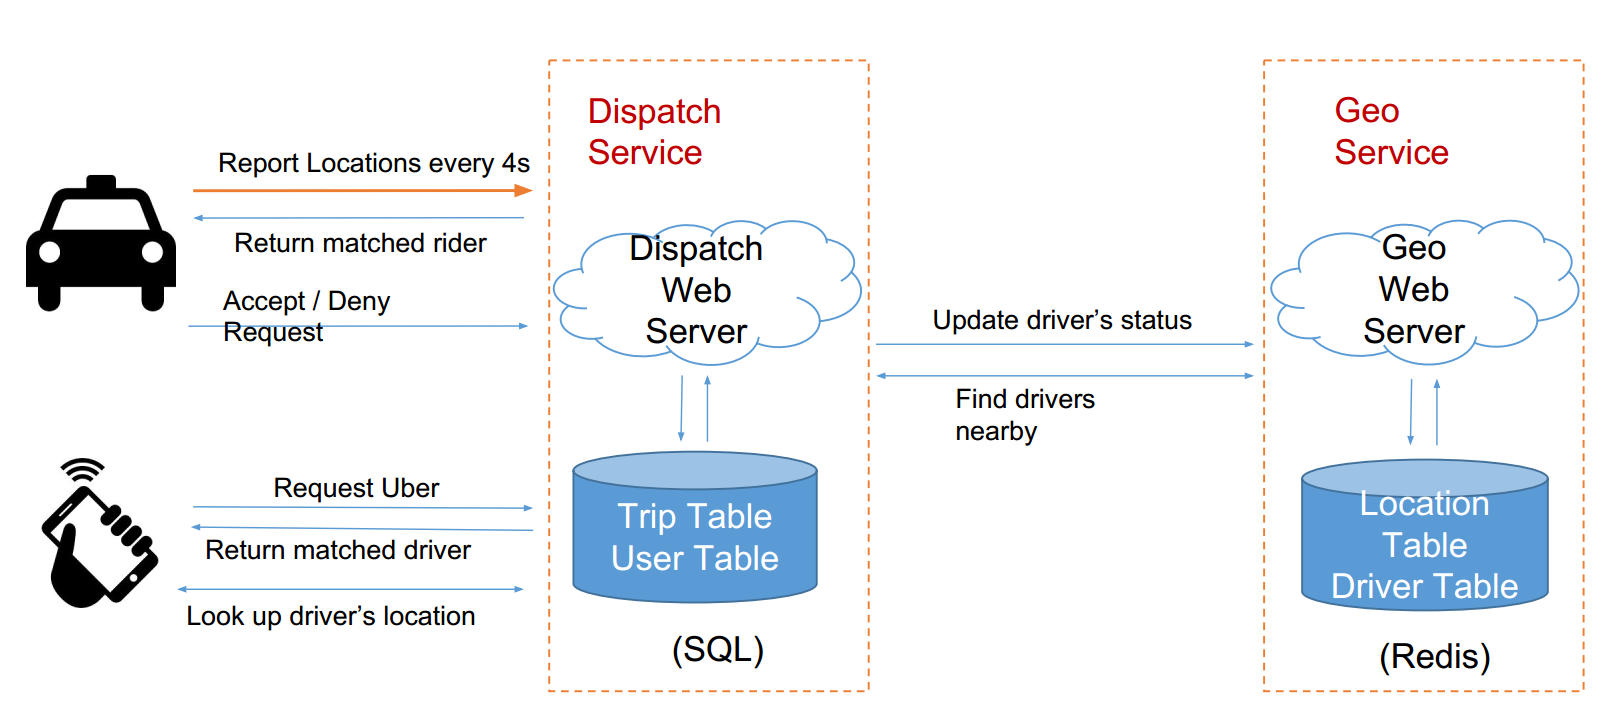 Dispatch
Service
Geo
Service
Report Locations every 4s
Return matched rider
Accept / Deny
Request
Dispatch
Web
Server
Geo
Web
Server
Update driver’s status
Find drivers
nearby
Request Uber
Return matched driver
Look up driver’s location
Trip Table
User Table
(SQL)
Location
Table
Driver Table
(Redis)